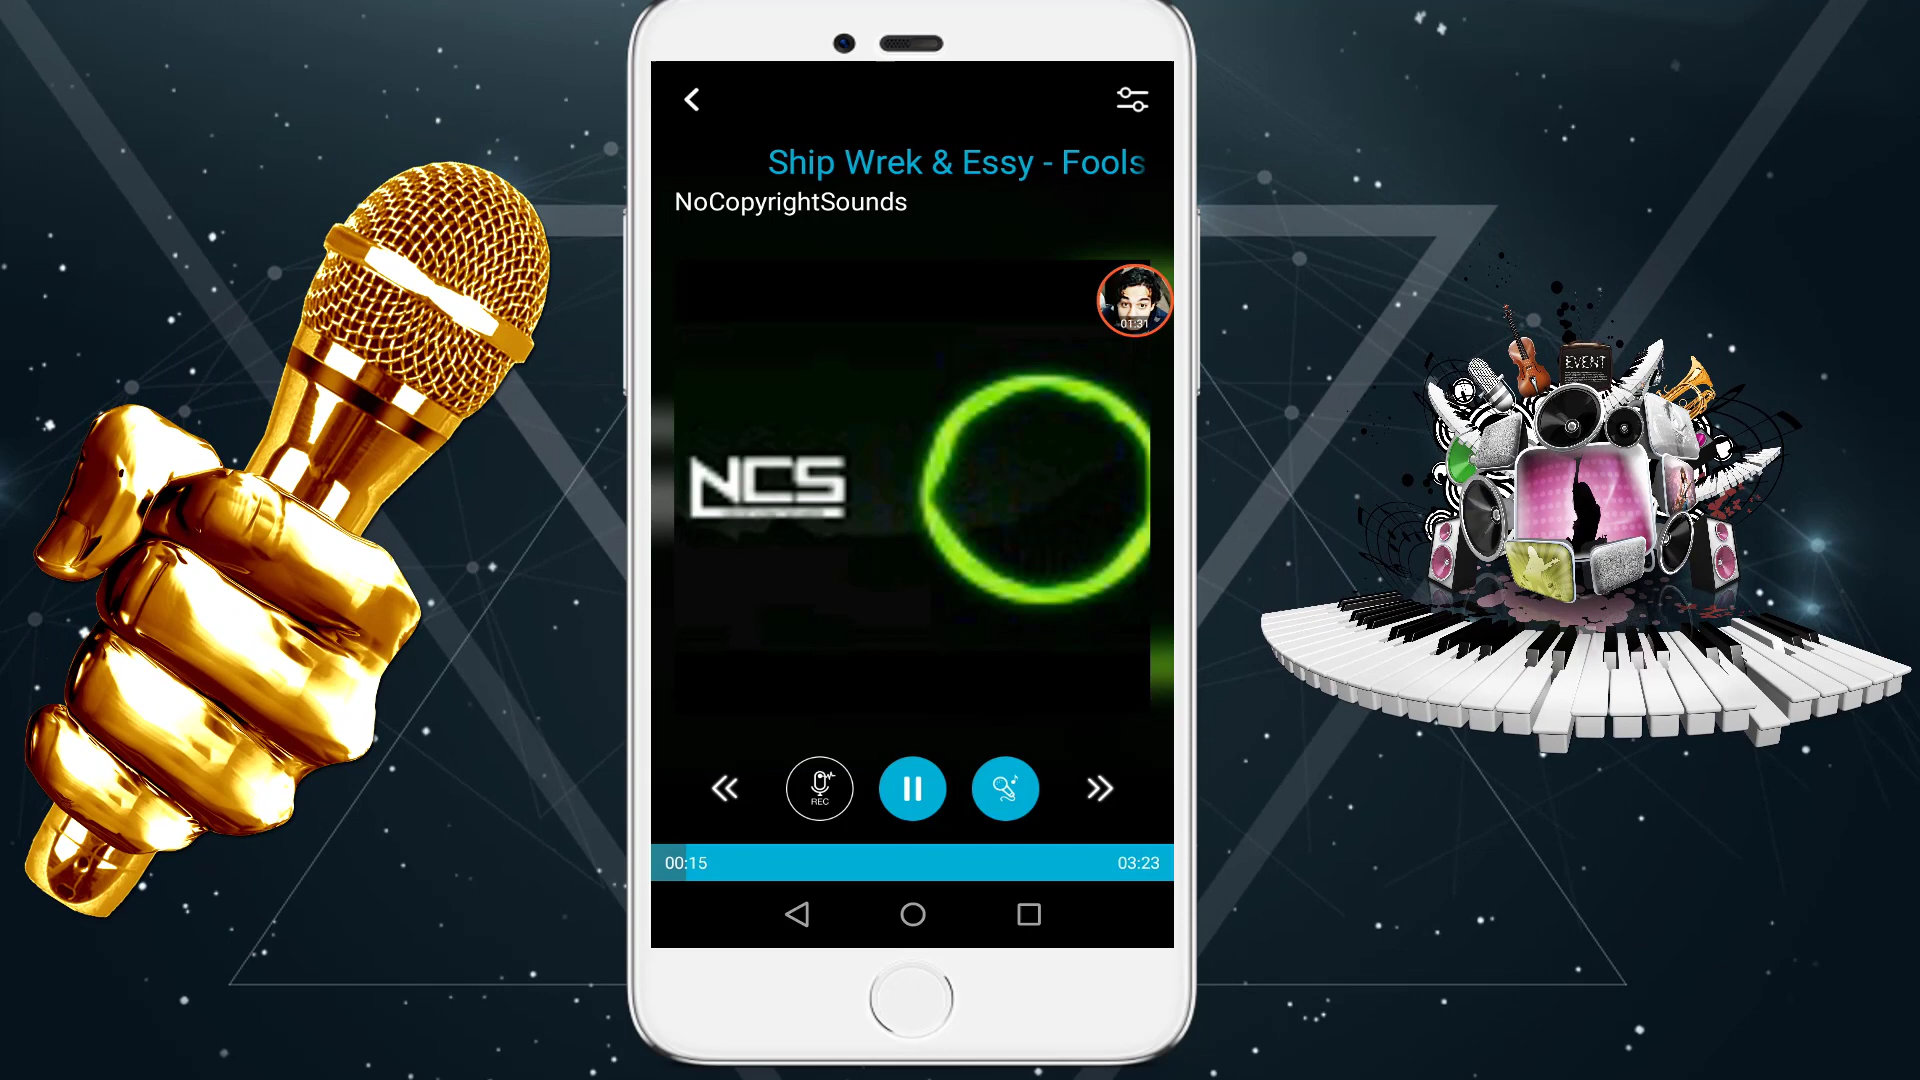 Ship Wrek & Essy - Fools
NoCopyrightSounds
01:31
EVENT
NCS
REC
00:15
03:23